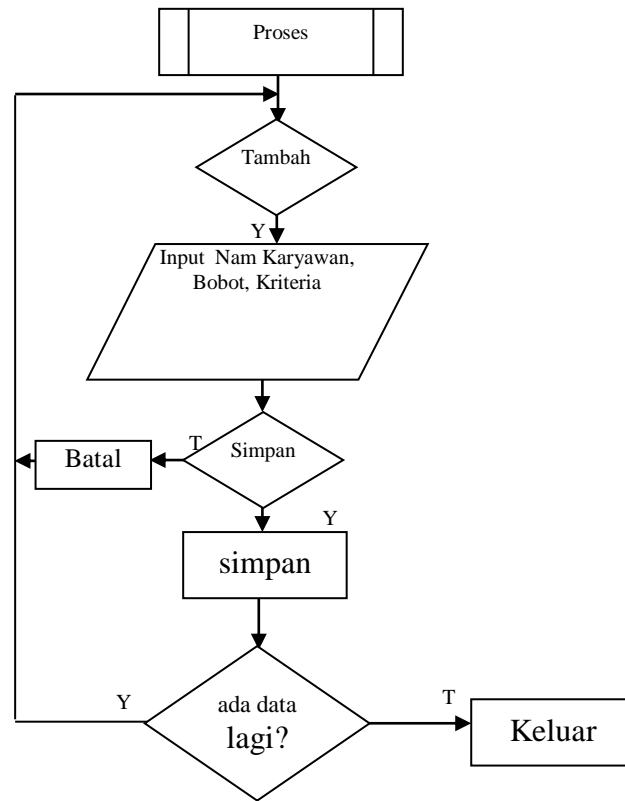 Proses
Tambah
Y
Input Nam Karyawan,
Bobot, Kriteria
T
Simpan
Batal
Y
simpan
Y
ada data
lagi?
T
Keluar